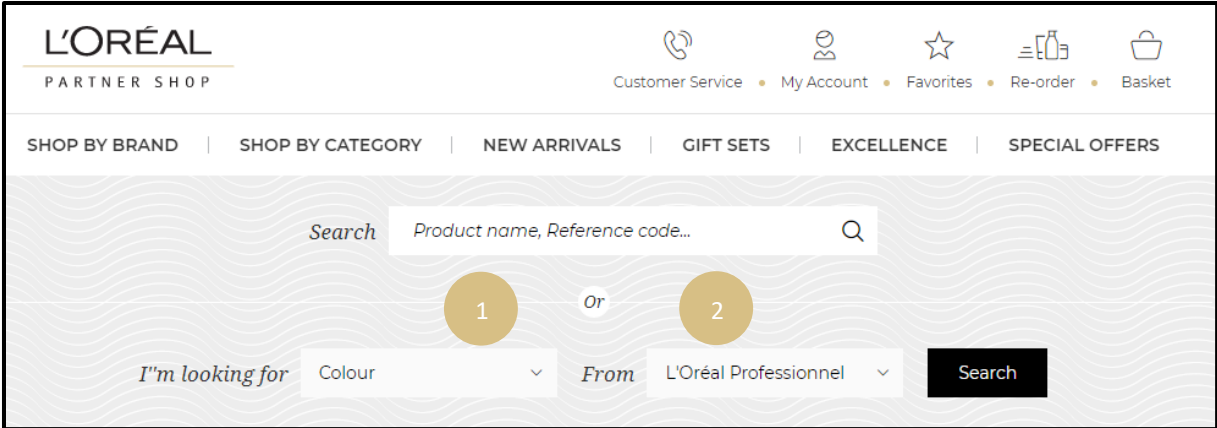 L'ORÉAL
PARTNER SHOP
Customer Service • My Account • Favorites • Re-order • Basket
SHOP BY BRAND | SHOP BY CATEGORY | NEW ARRIVALS | GIFT SETS | EXCELLENCE | SPECIAL OFFERS
Search Product name, Reference code...
1 Or 2
I"m looking for Colour From L'Oréal Professionnel Search